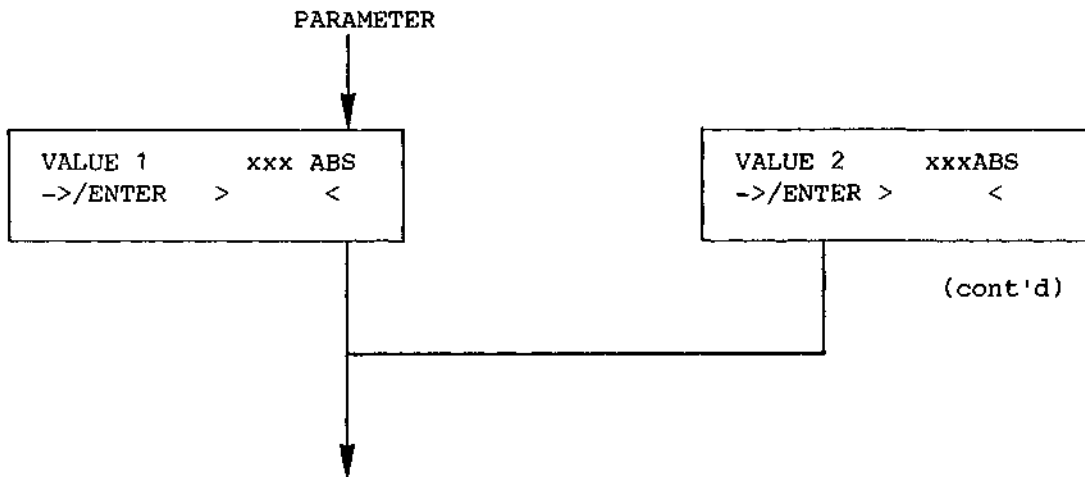 PARAMETER
VALUE 1 xxx ABS
->/ENTER > <
VALUE 2 xxxABS
->/ENTER > <
(cont'd)